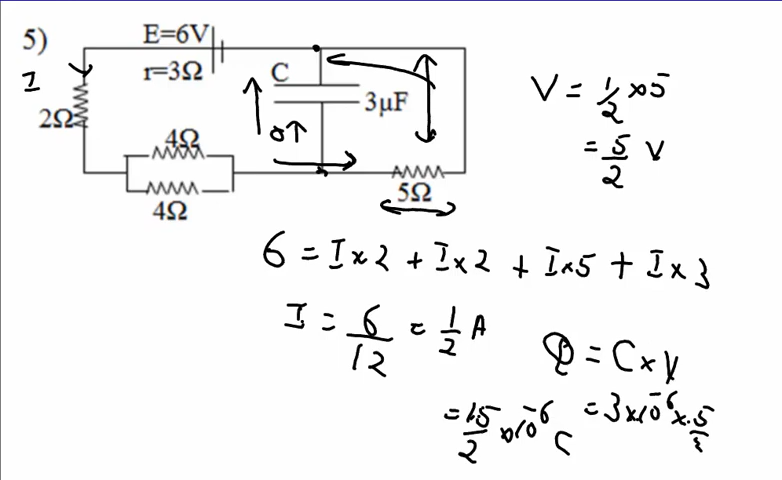 5)
E=6V
r=3Ω
I
2Ω
C
3μF
0↑
4Ω
4Ω
5Ω
V = 1/2 × 5
= 5/2 V
6 = I×2 + I×2 + I×5 + I×3
I = 6/12 = 1/2 A
Q = C×V
= 3×10⁻⁶ × 5/2
= 15/2 ×10⁻⁶ C